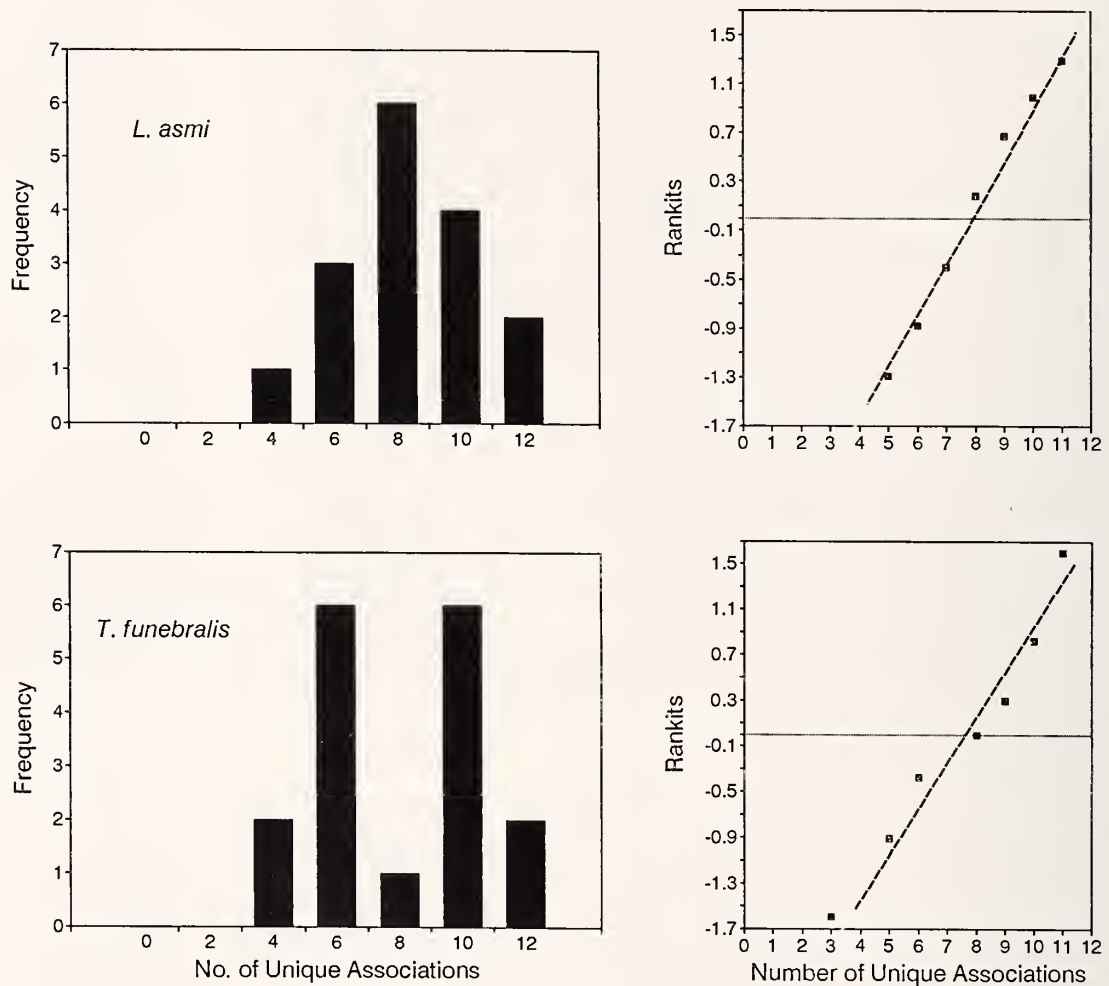 7
6
5
4
3
2
1
0
Frequency
L. asmi
0 2 4 6 8 10 12
1.5
1.1
0.7
0.3
-0.1
-0.5
-0.9
-1.3
-1.7
Rankits
0 1 2 3 4 5 6 7 8 9 10 11 12
7
6
5
4
3
2
1
0
Frequency
T. funebralis
0 2 4 6 8 10 12
No. of Unique Associations
1.5
1.1
0.7
0.3
-0.1
-0.5
-0.9
-1.3
-1.7
Rankits
0 1 2 3 4 5 6 7 8 9 10 11 12
Number of Unique Associations